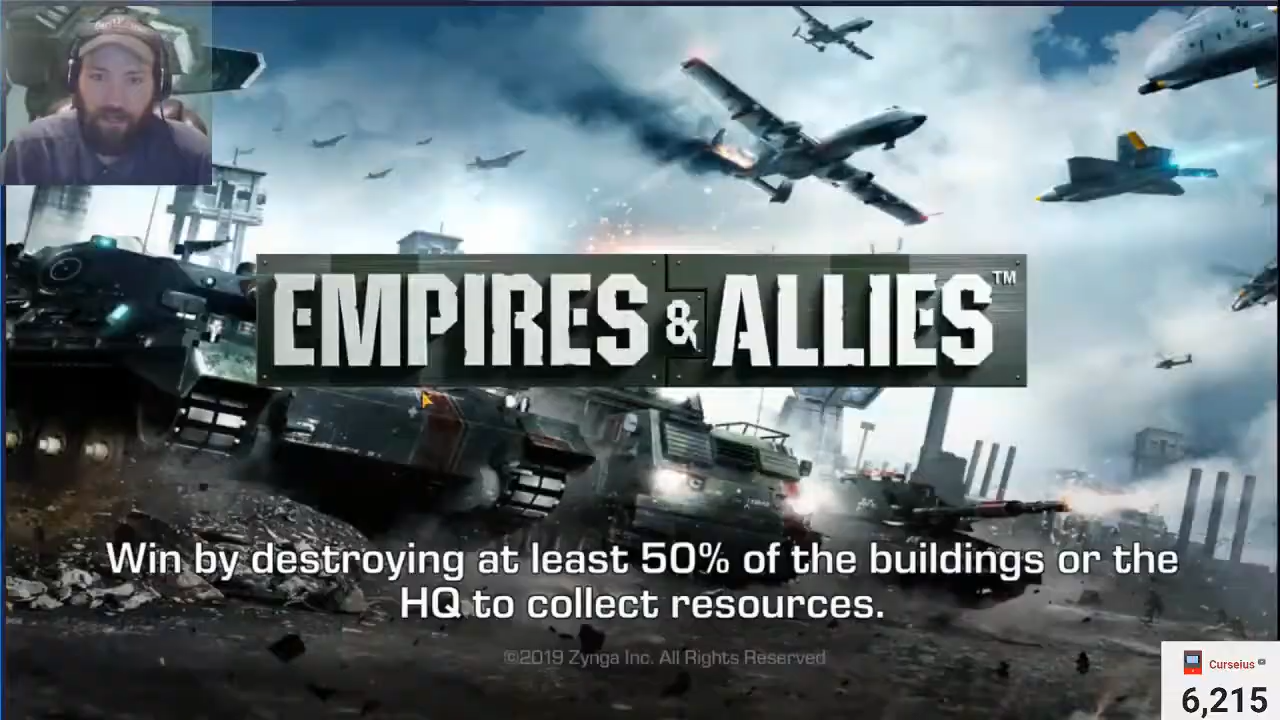 EMPIRES & ALLIES™
Win by destroying at least 50% of the buildings or the
HQ to collect resources.
©2019 Zynga Inc. All Rights Reserved
Curseius
6,215